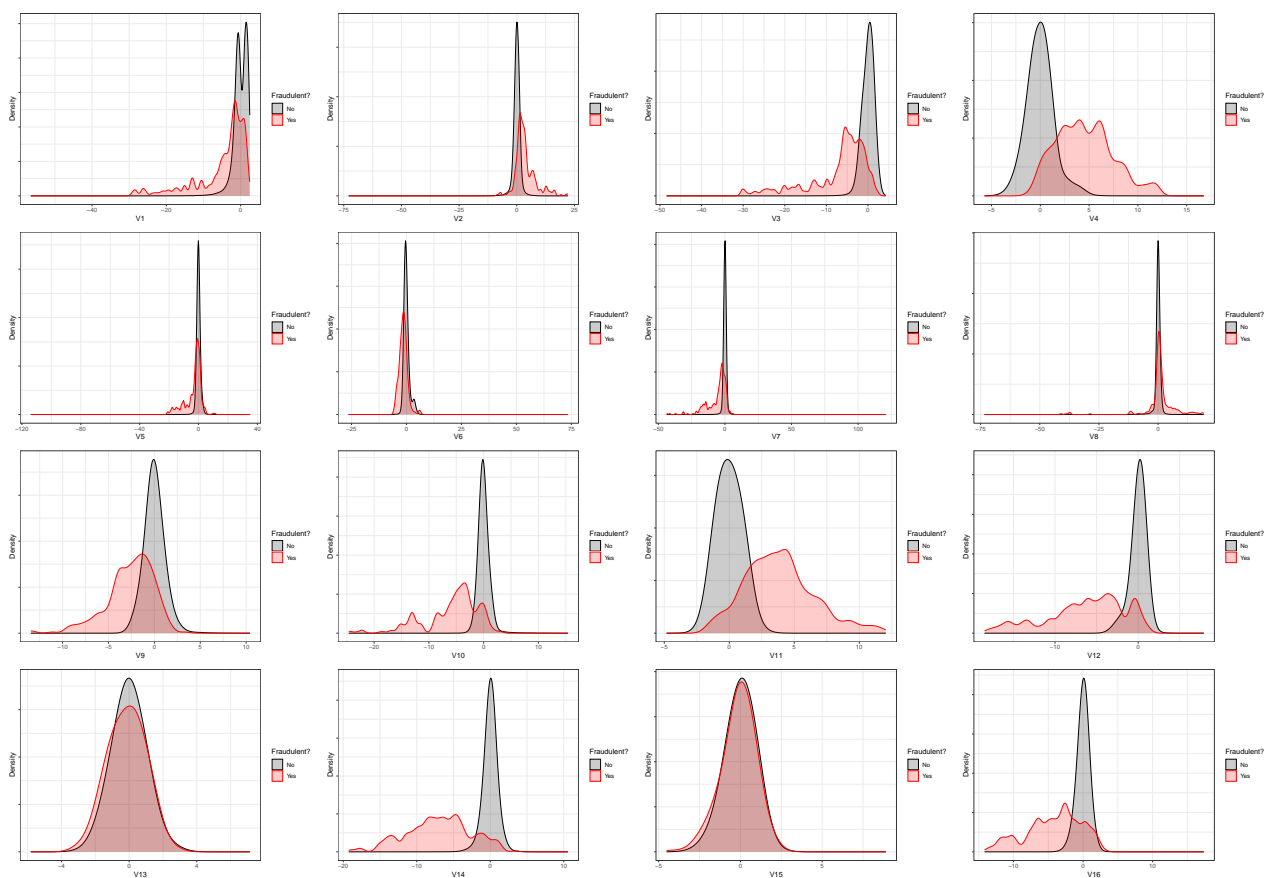 Density
Fraudulent?
No
Yes
−40 −20 0
V1
Density
Fraudulent?
No
Yes
−75 −50 −25 0 25
V2
Density
Fraudulent?
No
Yes
−50 −40 −30 −20 −10 0
V3
Density
Fraudulent?
No
Yes
−5 0 5 10 15
V4
Density
Fraudulent?
No
Yes
−120 −80 −40 0 40
V5
Density
Fraudulent?
No
Yes
−25 0 25 50 75
V6
Density
Fraudulent?
No
Yes
−50 0 50 100
V7
Density
Fraudulent?
No
Yes
−75 −50 −25 0
V8
Density
Fraudulent?
No
Yes
−10 −5 0 5 10
V9
Density
Fraudulent?
No
Yes
−20 −10 0 10
V10
Density
Fraudulent?
No
Yes
−5 0 5 10
V11
Density
Fraudulent?
No
Yes
−10 0
V12
Density
Fraudulent?
No
Yes
−4 0 4
V13
Density
Fraudulent?
No
Yes
−20 −10 0 10
V14
Density
Fraudulent?
No
Yes
−5 0 5
V15
Density
Fraudulent?
No
Yes
−10 0 10
V16